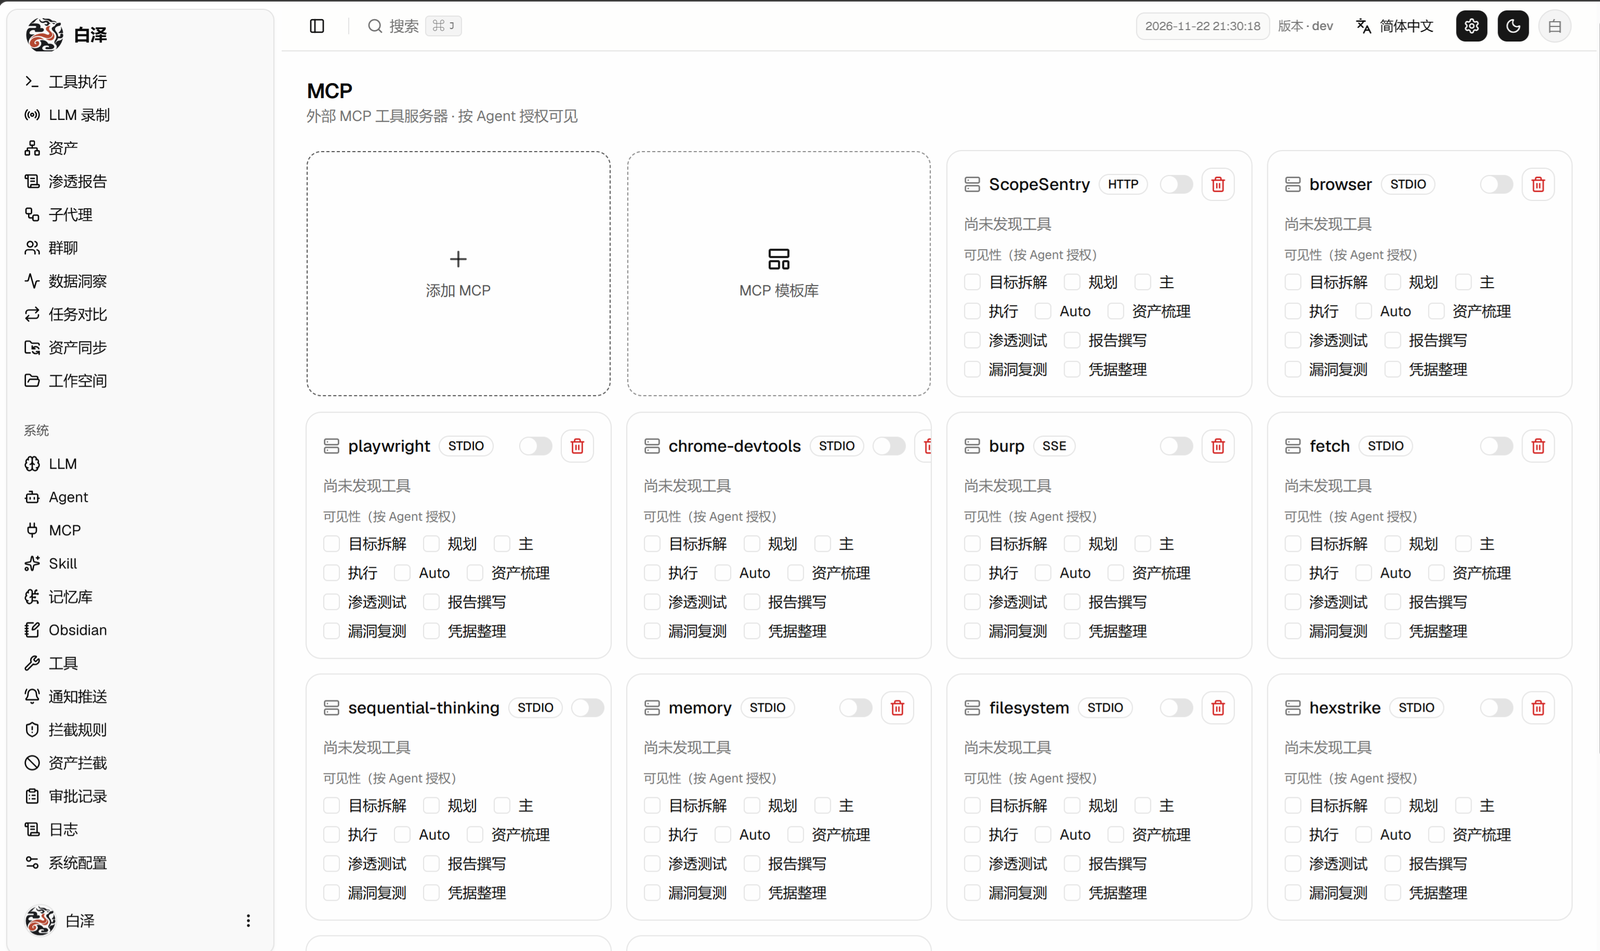 白泽
工具执行
LLM 录制
资产
渗透报告
子代理
群聊
数据洞察
任务对比
资产同步
工作空间
系统
LLM
Agent
MCP
Skill
记忆库
Obsidian
工具
通知推送
拦截规则
资产拦截
审批记录
日志
系统配置
白泽
搜索 ⌘ J
2026-11-22 21:30:18 版本 · dev 简体中文 白
MCP
外部 MCP 工具服务器 · 按 Agent 授权可见
添加 MCP
MCP 模板库
ScopeSentry HTTP
尚未发现工具
可见性（按 Agent 授权）
目标拆解 规划 主
执行 Auto 资产梳理
渗透测试 报告撰写
漏洞复测 凭据整理
browser STDIO
尚未发现工具
可见性（按 Agent 授权）
目标拆解 规划 主
执行 Auto 资产梳理
渗透测试 报告撰写
漏洞复测 凭据整理
playwright STDIO
尚未发现工具
可见性（按 Agent 授权）
目标拆解 规划 主
执行 Auto 资产梳理
渗透测试 报告撰写
漏洞复测 凭据整理
chrome-devtools STDIO
尚未发现工具
可见性（按 Agent 授权）
目标拆解 规划 主
执行 Auto 资产梳理
渗透测试 报告撰写
漏洞复测 凭据整理
burp SSE
尚未发现工具
可见性（按 Agent 授权）
目标拆解 规划 主
执行 Auto 资产梳理
渗透测试 报告撰写
漏洞复测 凭据整理
fetch STDIO
尚未发现工具
可见性（按 Agent 授权）
目标拆解 规划 主
执行 Auto 资产梳理
渗透测试 报告撰写
漏洞复测 凭据整理
sequential-thinking STDIO
尚未发现工具
可见性（按 Agent 授权）
目标拆解 规划 主
执行 Auto 资产梳理
渗透测试 报告撰写
漏洞复测 凭据整理
memory STDIO
尚未发现工具
可见性（按 Agent 授权）
目标拆解 规划 主
执行 Auto 资产梳理
渗透测试 报告撰写
漏洞复测 凭据整理
filesystem STDIO
尚未发现工具
可见性（按 Agent 授权）
目标拆解 规划 主
执行 Auto 资产梳理
渗透测试 报告撰写
漏洞复测 凭据整理
hexstrike STDIO
尚未发现工具
可见性（按 Agent 授权）
目标拆解 规划 主
执行 Auto 资产梳理
渗透测试 报告撰写
漏洞复测 凭据整理